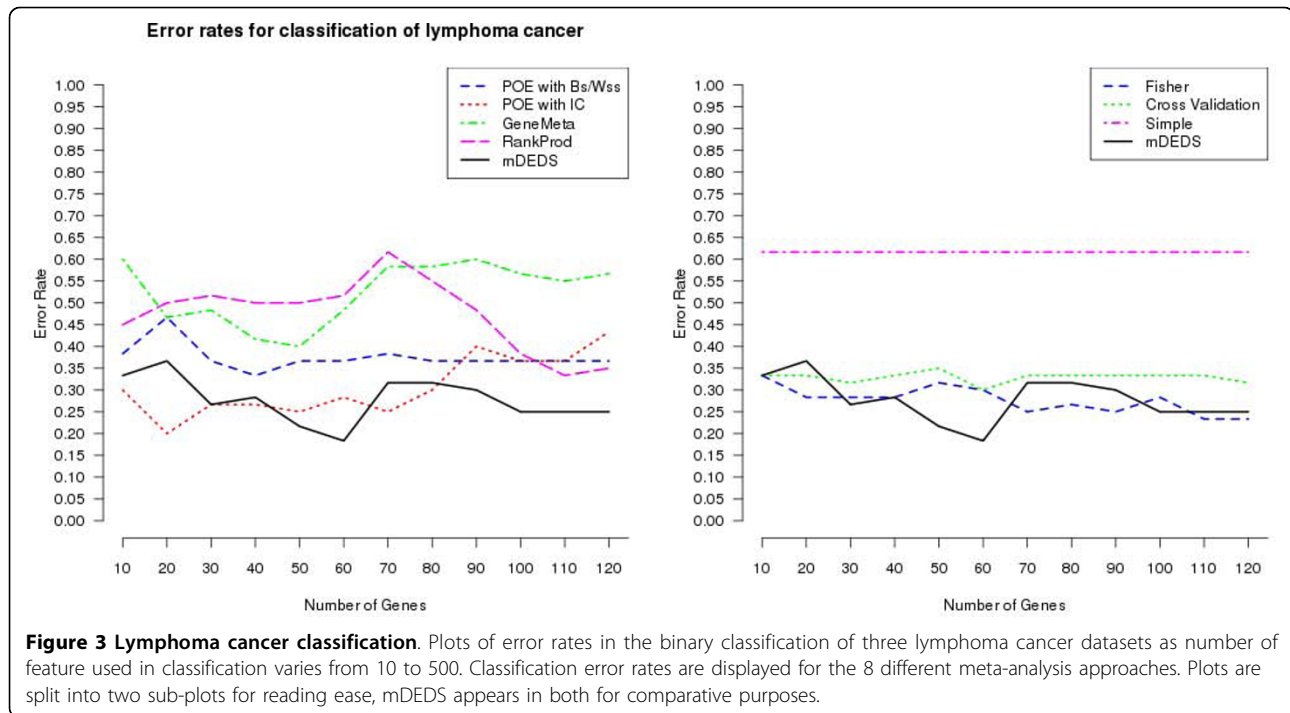 Error rates for classification of lymphoma cancer
POE with Bs/Wss
POE with IC
GeneMeta
RankProd
mDEDS
1.00
0.95
0.90
0.85
0.80
0.75
0.70
0.65
0.60
0.55
0.50
0.45
0.40
0.35
0.30
0.25
0.20
0.15
0.10
0.05
0.00
Error Rate
10 20 30 40 50 60 70 80 90 100 110 120
Number of Genes
Fisher
Cross Validation
Simple
mDEDS
1.00
0.95
0.90
0.85
0.80
0.75
0.70
0.65
0.60
0.55
0.50
0.45
0.40
0.35
0.30
0.25
0.20
0.15
0.10
0.05
0.00
Error Rate
10 20 30 40 50 60 70 80 90 100 110 120
Number of Genes
Figure 3 Lymphoma cancer classification. Plots of error rates in the binary classification of three lymphoma cancer datasets as number of
feature used in classification varies from 10 to 500. Classification error rates are displayed for the 8 different meta-analysis approaches. Plots are
split into two sub-plots for reading ease, mDEDS appears in both for comparative purposes.